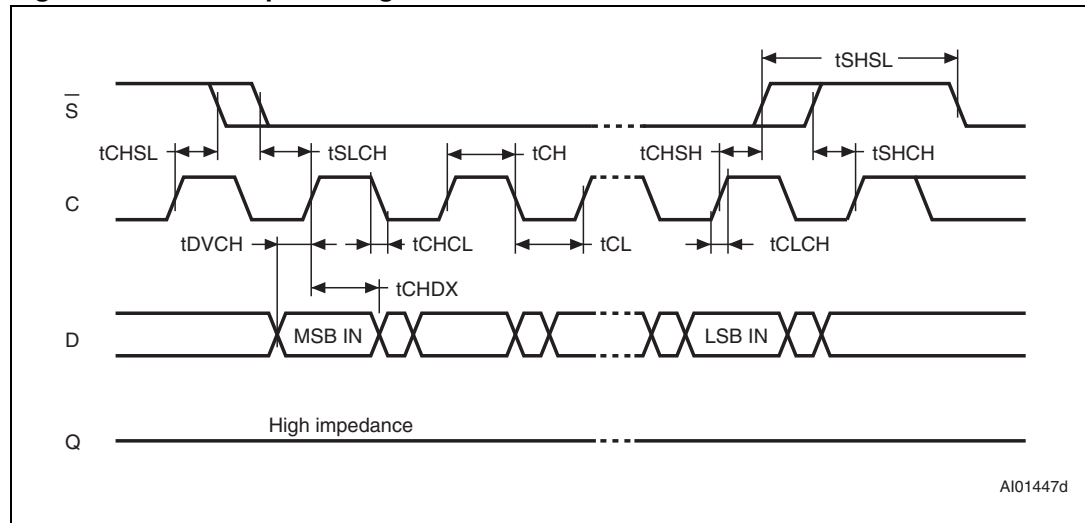 tSHSL
S
tCHSL
tSLCH
tCH
tCHSH
tSHCH
C
tDVCH
tCHCL
tCL
tCLCH
tCHDX
D
MSB IN
LSB IN
High impedance
Q
AI01447d